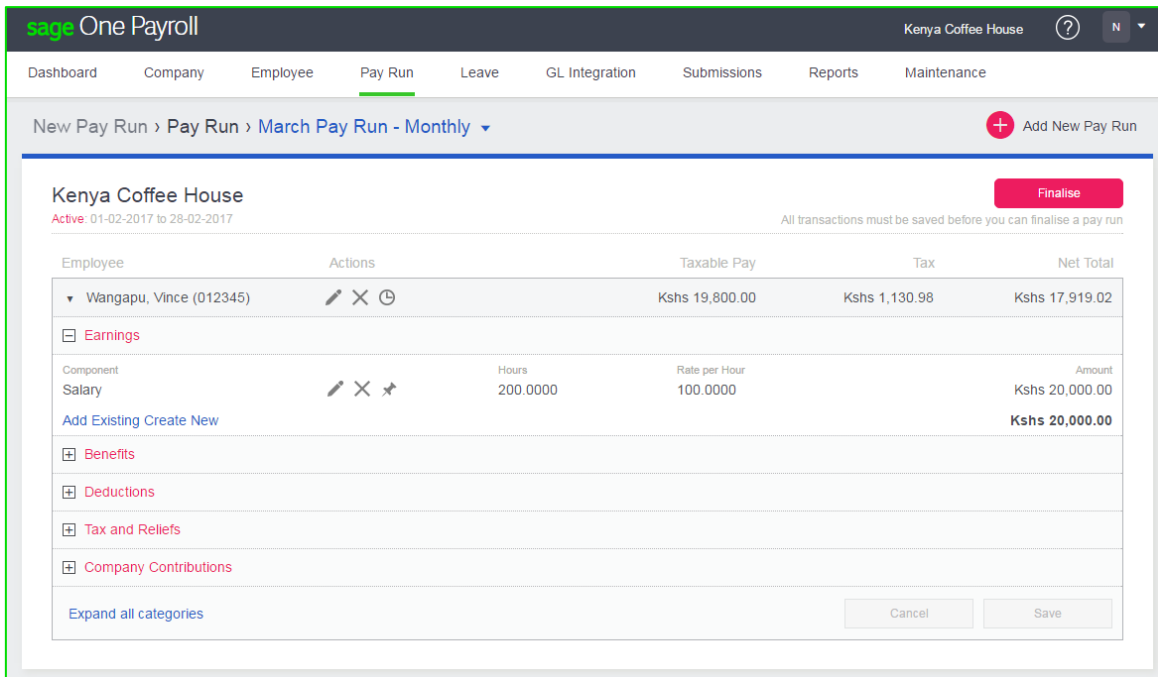 sage One Payroll Kenya Coffee House ? N
Dashboard Company Employee Pay Run Leave GL Integration Submissions Reports Maintenance
New Pay Run › Pay Run › March Pay Run - Monthly Add New Pay Run
Kenya Coffee House Finalise
Active: 01-02-2017 to 28-02-2017 All transactions must be saved before you can finalise a pay run
Employee Actions Taxable Pay Tax Net Total
Wangapu, Vince (012345) Kshs 19,800.00 Kshs 1,130.98 Kshs 17,919.02
Earnings
Component Hours Rate per Hour Amount
Salary 200.0000 100.0000 Kshs 20,000.00
Add Existing Create New Kshs 20,000.00
Benefits
Deductions
Tax and Reliefs
Company Contributions
Expand all categories Cancel Save